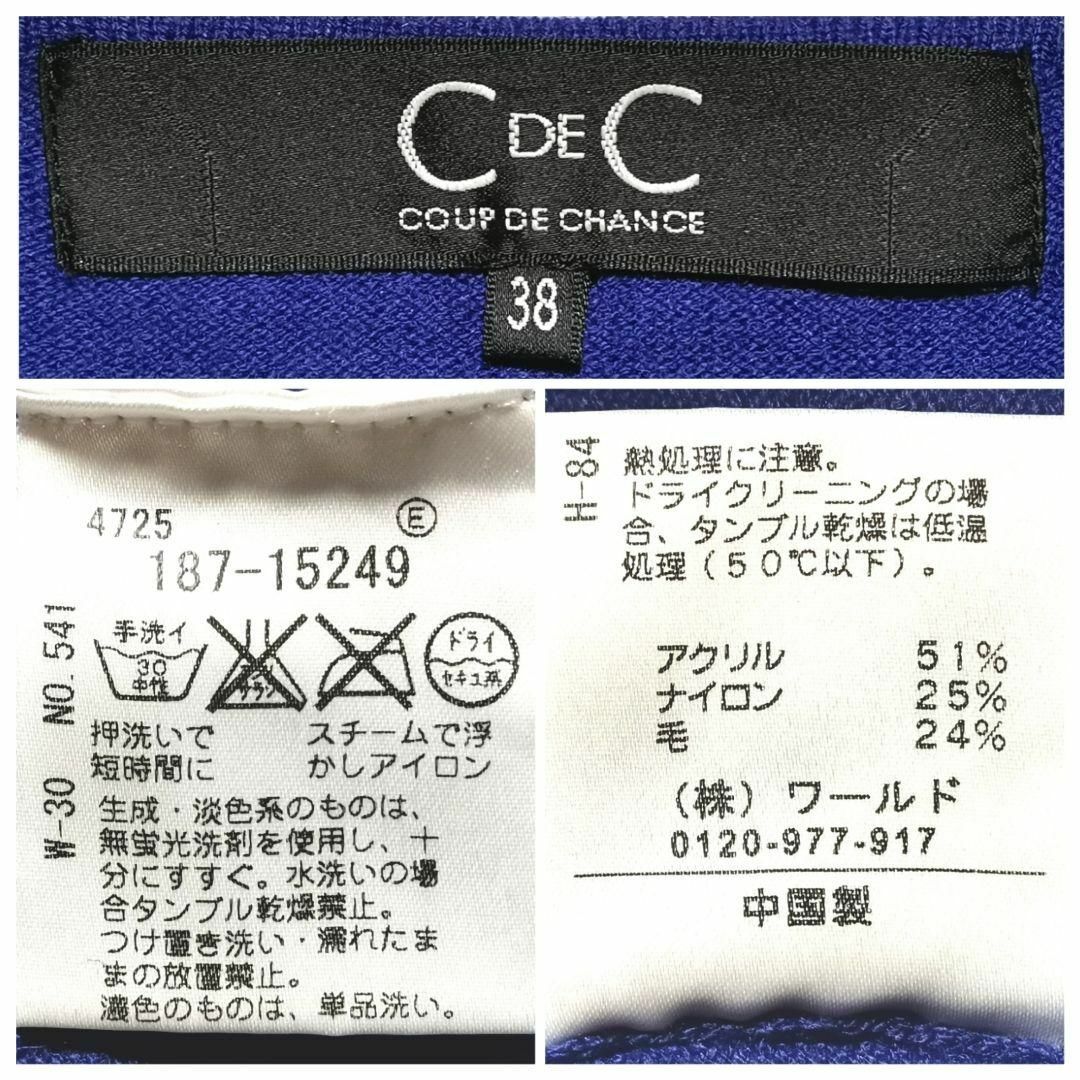 C DE C
COUP DE CHANCE
38
4725 Ⓔ
187-15249
手洗イ
30
中性
サラシ
ドライ
セキユ系
押洗いで
短時間に
スチームで浮
かしアイロン
W-30 NO. 541
生成・淡色系のものは、
無蛍光洗剤を使用し、十
分にすすぐ。水洗いの場
合タンブル乾燥禁止。
つけ置き洗い・濡れたま
まの放置禁止。
濃色のものは、単品洗い。
H-84
熱処理に注意。
ドライクリーニングの場
合、タンブル乾燥は低温
処理(50℃以下)。
アクリル 51%
ナイロン 25%
毛 24%
(株)ワールド
0120-977-917
中国製